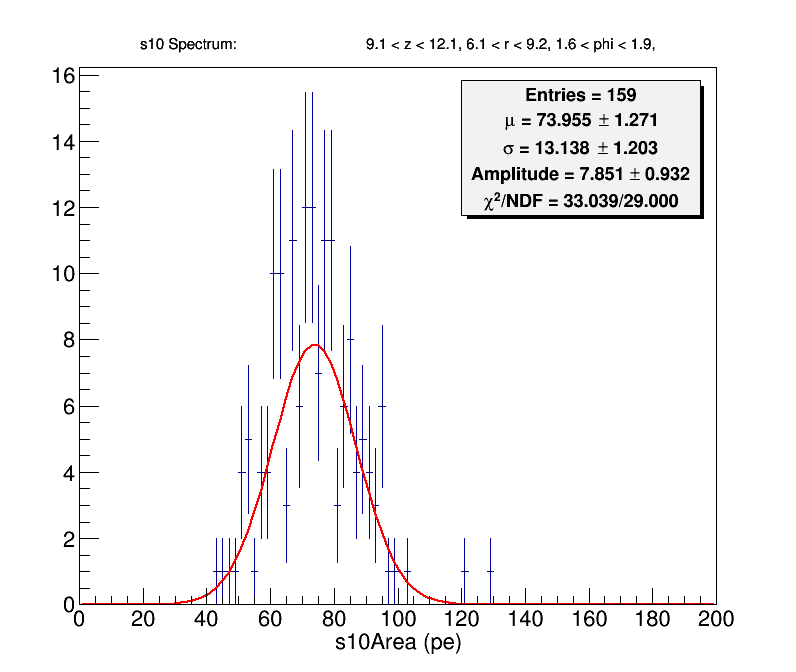 s10 Spectrum: 9.1 < z < 12.1, 6.1 < r < 9.2, 1.6 < phi < 1.9,
Entries = 159
μ = 73.955 ± 1.271
σ = 13.138 ± 1.203
Amplitude = 7.851 ± 0.932
χ²/NDF = 33.039/29.000
16
14
12
10
8
6
4
2
0
0 20 40 60 80 100 120 140 160 180 200
s10Area (pe)